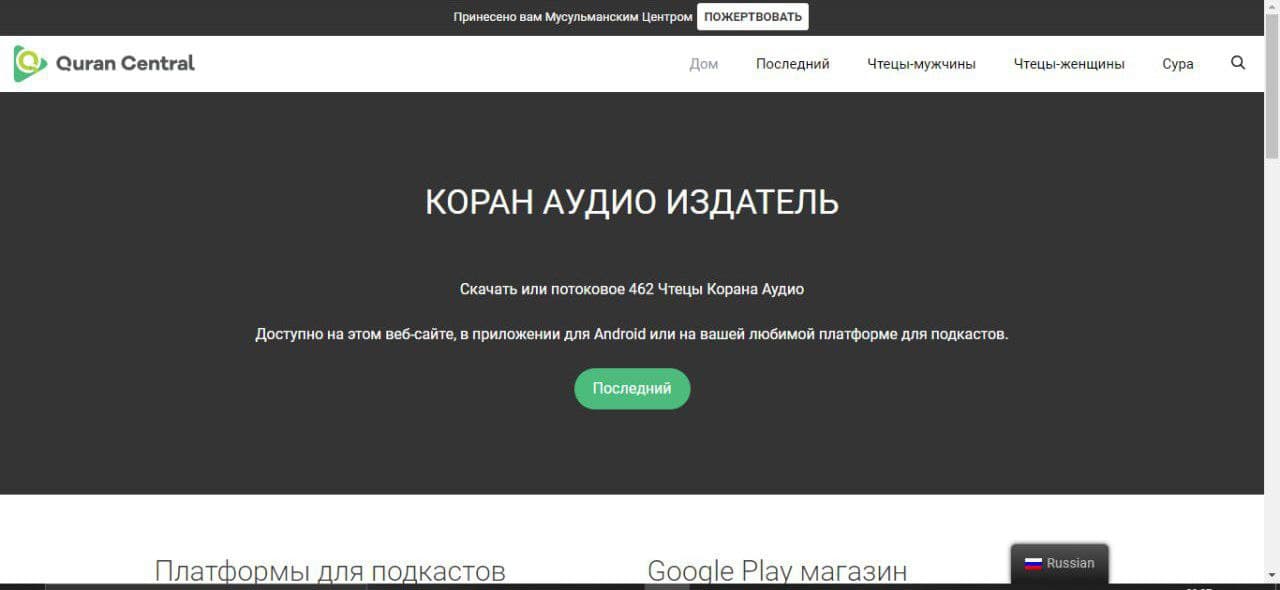 Принесено вам Мусульманским Центром ПОЖЕРТВОВАТЬ
Quran Central Дом Последний Чтецы-мужчины Чтецы-женщины Сура
КОРАН АУДИО ИЗДАТЕЛЬ
Скачать или потоковое 462 Чтецы Корана Аудио
Доступно на этом веб-сайте, в приложении для Android или на вашей любимой платформе для подкастов.
Последний
Платформы для подкастов Google Play магазин
Russian